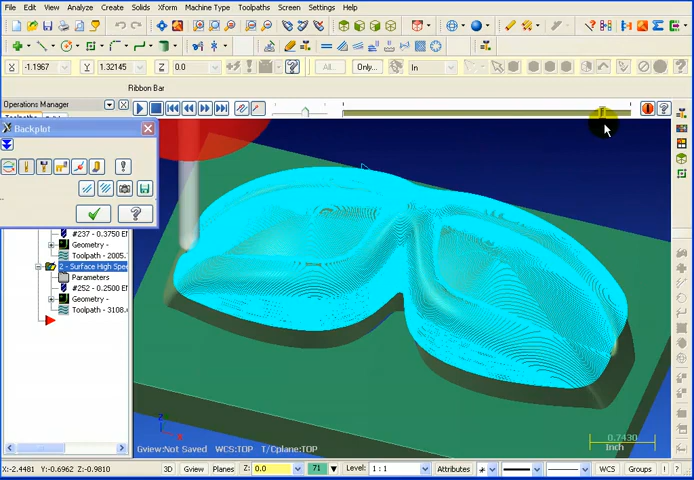 File Edit View Analyze Create Solids Xform Machine Type Toolpaths Screen Settings Help
X -1.1967 Y 1.32145 Z 0.0 All... Only... In
Ribbon Bar
Operations Manager
Backplot
#237 - 0.3750 E
Geometry -
Toolpath - 2005.
2 - Surface High Spee
Parameters
#252 - 0.2500 E
Geometry -
Toolpath - 3108.
0.7430
Inch
Gview:Not Saved WCS:TOP T/Cplane:TOP
X:-2.4481 Y:-0.6962 Z:-0.9810 3D Gview Planes Z: 0.0 71 Level: 1 : 1 Attributes WCS Groups ! ?